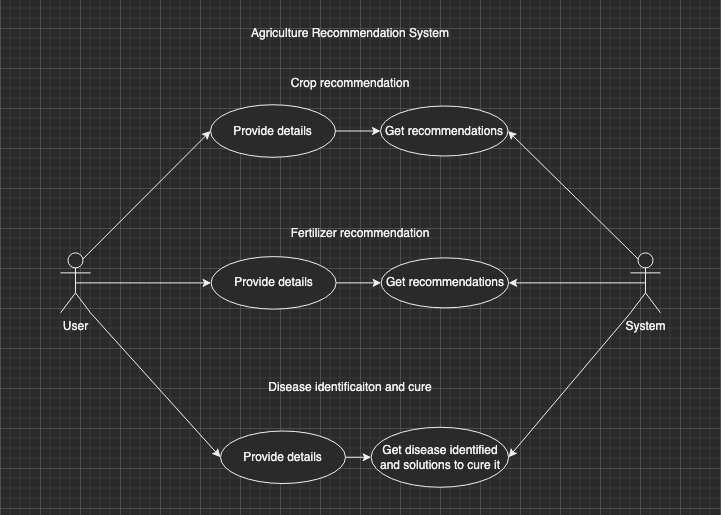 Agriculture Recommendation System
Crop recommendation
Provide details
Get recommendations
Fertilizer recommendation
Provide details
Get recommendations
User
System
Disease identificaiton and cure
Provide details
Get disease identified
and solutions to cure it